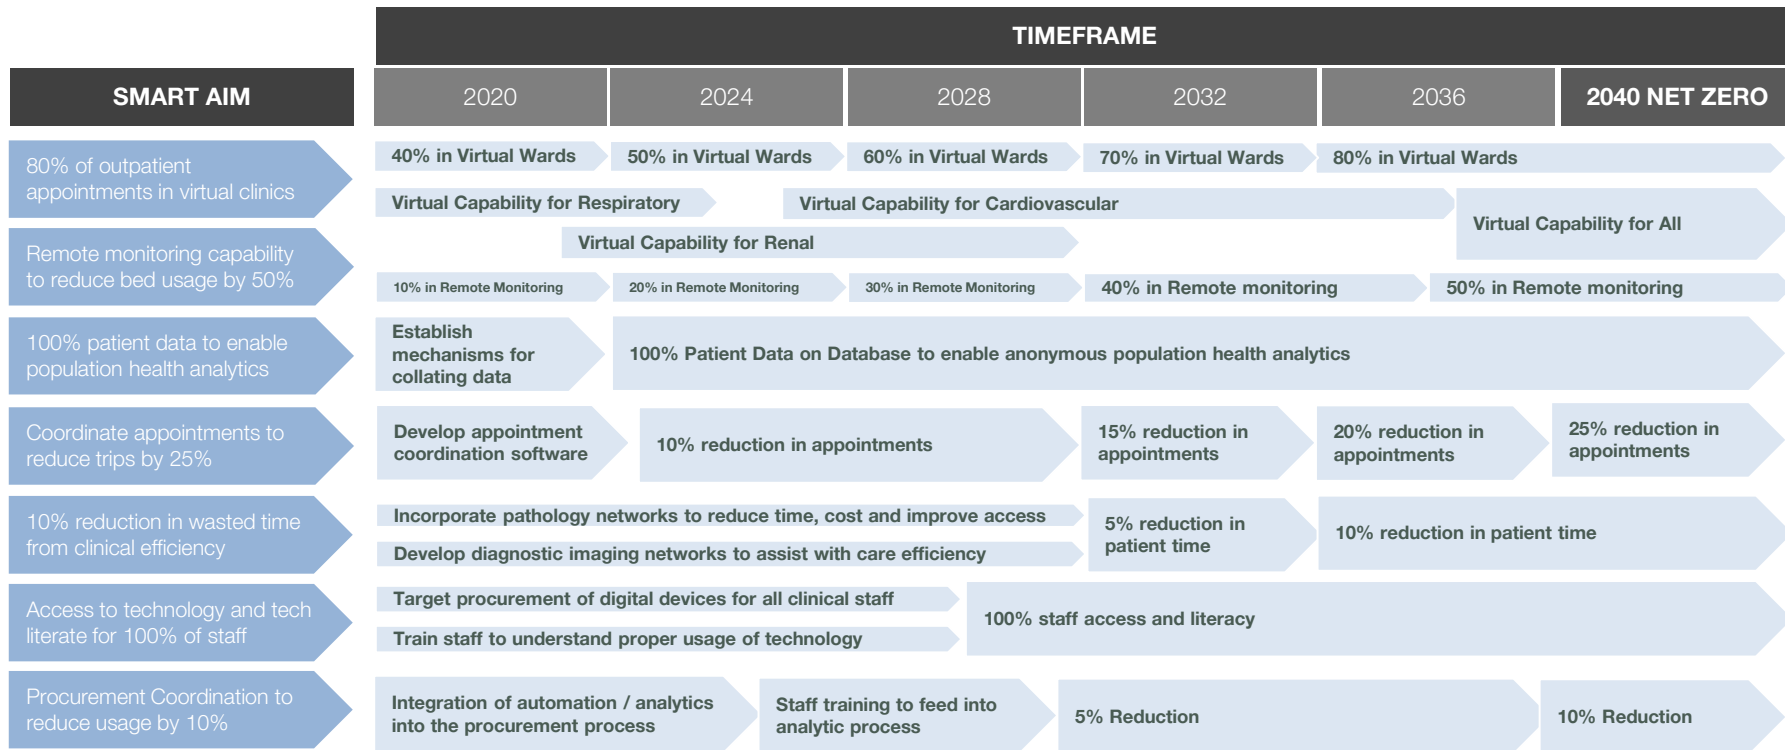 TIMEFRAME
SMART AIM
2020
2024
2028
2032
2036
2040 NET ZERO
80% of outpatient
appointments in virtual clinics
40% in Virtual Wards
50% in Virtual Wards
60% in Virtual Wards
70% in Virtual Wards
80% in Virtual Wards
Virtual Capability for Respiratory
Virtual Capability for Cardiovascular
Virtual Capability for All
Virtual Capability for Renal
Remote monitoring capability
to reduce bed usage by 50%
10% in Remote Monitoring
20% in Remote Monitoring
30% in Remote Monitoring
40% in Remote monitoring
50% in Remote monitoring
100% patient data to enable
population health analytics
Establish
mechanisms for
collating data
100% Patient Data on Database to enable anonymous population health analytics
Coordinate appointments to
reduce trips by 25%
Develop appointment
coordination software
10% reduction in appointments
15% reduction in
appointments
20% reduction in
appointments
25% reduction in
appointments
10% reduction in wasted time
from clinical efficiency
Incorporate pathology networks to reduce time, cost and improve access
Develop diagnostic imaging networks to assist with care efficiency
5% reduction in
patient time
10% reduction in patient time
Access to technology and tech
literate for 100% of staff
Target procurement of digital devices for all clinical staff
Train staff to understand proper usage of technology
100% staff access and literacy
Procurement Coordination to
reduce usage by 10%
Integration of automation / analytics
into the procurement process
Staff training to feed into
analytic process
5% Reduction
10% Reduction